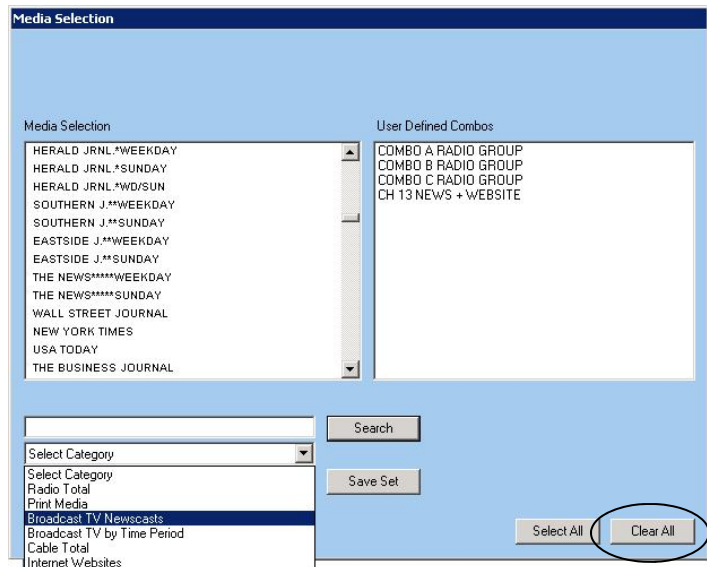 Media Selection
Media Selection
User Defined Combos
HERALD JRNL.*WEEKDAY
HERALD JRNL.*SUNDAY
HERALD JRNL.*WD/SUN
SOUTHERN J.**WEEKDAY
SOUTHERN J.**SUNDAY
EASTSIDE J.**WEEKDAY
EASTSIDE J.**SUNDAY
THE NEWS*****WEEKDAY
THE NEWS*****SUNDAY
WALL STREET JOURNAL
NEW YORK TIMES
USA TODAY
THE BUSINESS JOURNAL
COMBO A RADIO GROUP
COMBO B RADIO GROUP
COMBO C RADIO GROUP
CH 13 NEWS + WEBSITE
Search
Select Category
Select Category
Radio Total
Print Media
Broadcast TV Newscasts
Broadcast TV by Time Period
Cable Total
Internet Websites
Save Set
Select All
Clear All